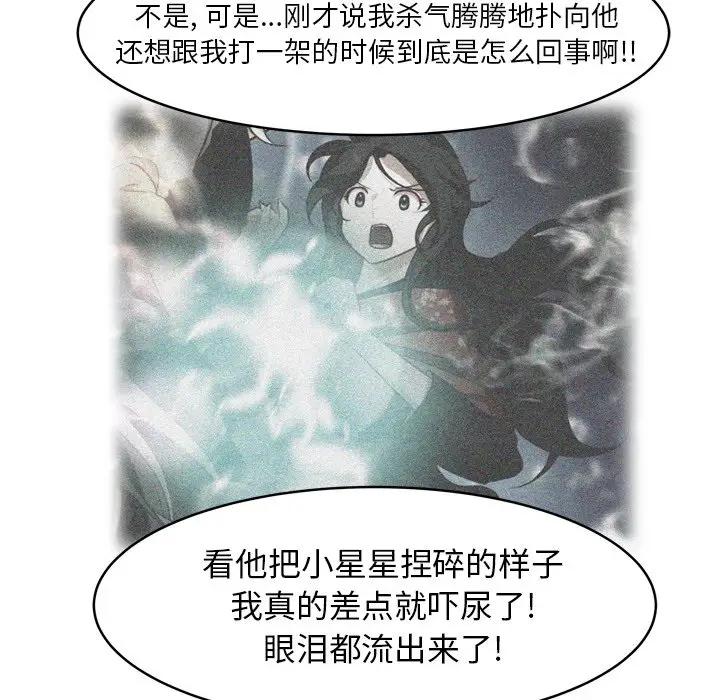 不是, 可是...刚才说我杀气腾腾地扑向他
还想跟我打一架的时候到底是怎么回事啊!!
看他把小星星捏碎的样子
我真的差点就吓尿了!
眼泪都流出来了!